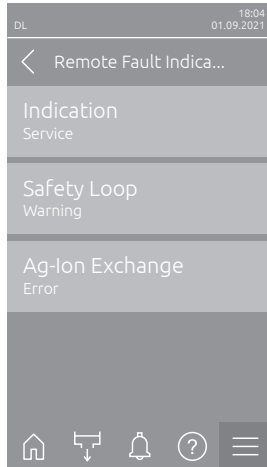 18:04
DL 01.09.2021
Remote Fault Indica...
Indication
Service
Safety Loop
Warning
Ag-Ion Exchange
Error
?